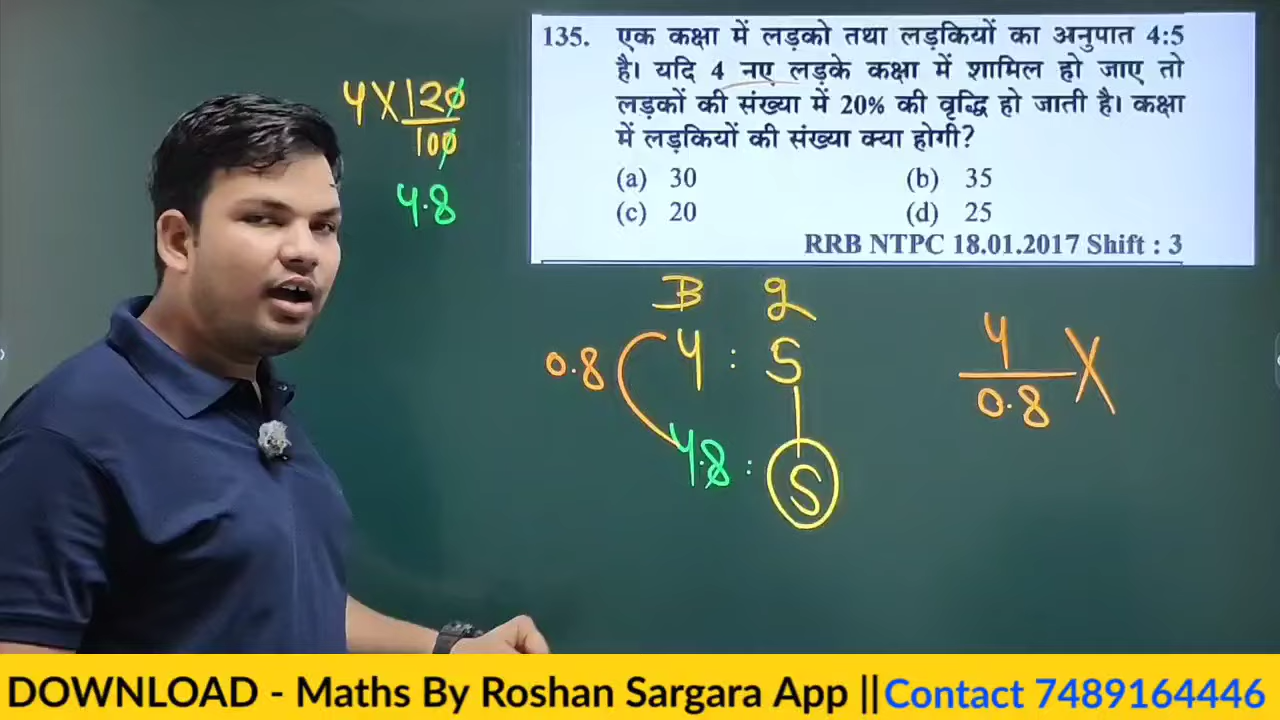 135. एक कक्षा में लड़को तथा लड़कियों का अनुपात 4:5
है। यदि 4 नए लड़के कक्षा में शामिल हो जाए तो
लड़कों की संख्या में 20% की वृद्धि हो जाती है। कक्षा
में लड़कियों की संख्या क्या होगी?
(a) 30 (b) 35
(c) 20 (d) 25
RRB NTPC 18.01.2017 Shift : 3
4 X 120
100
4.8
B g
0.8 4 : 5
4.8 : 5
4
0.8 X
DOWNLOAD - Maths By Roshan Sargara App || Contact 7489164446